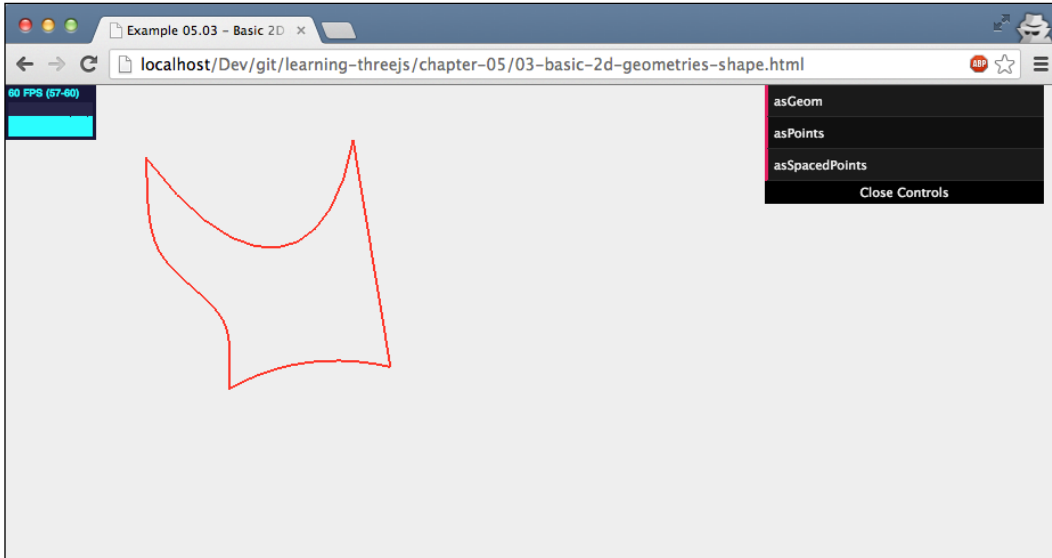 Example 05.03 – Basic 2D
localhost/Dev/git/learning-threejs/chapter-05/03-basic-2d-geometries-shape.html
ABP
60 FPS (57-60)
asGeom
asPoints
asSpacedPoints
Close Controls